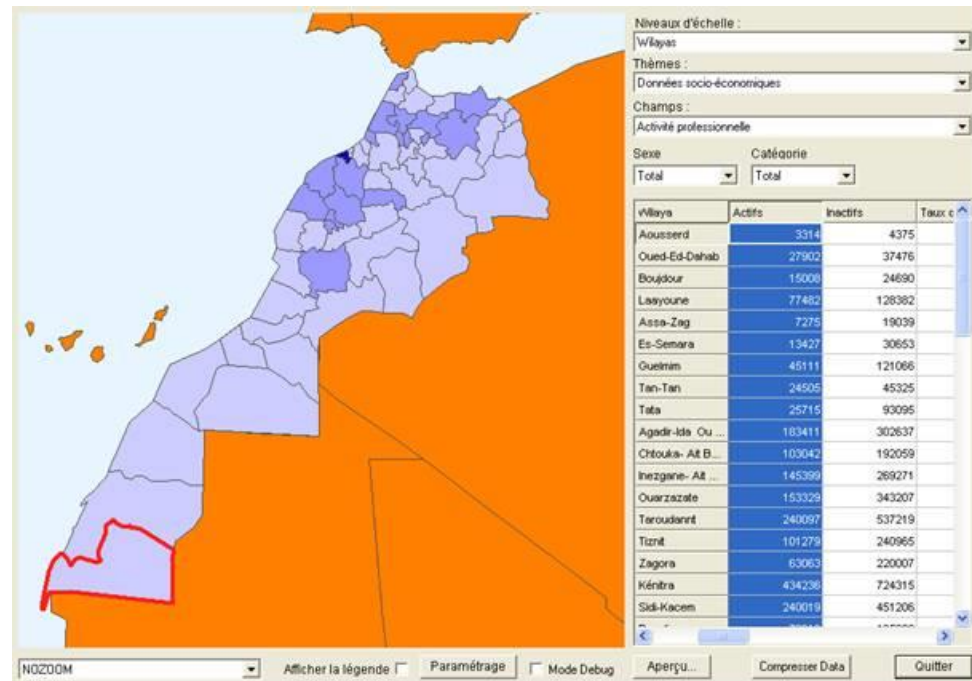 Niveaux d'échelle :
Wilayas
Thèmes :
Données socio-économiques
Champs :
Activité professionnelle
Sexe Catégorie
Total Total
Wilaya Actifs Inactifs Taux c
Aousserd 3314 4375
Oued-Ed-Dahab 27902 37476
Boujdour 15008 24690
Laayoune 77482 128382
Assa-Zag 7275 19039
Es-Semara 13427 30653
Guelmim 45111 121066
Tan-Tan 24505 45325
Tata 25715 93095
Agadir-Ida Ou ... 183411 302637
Chtouka- Ait B... 103042 192059
Inezgane- Ait ... 145399 269271
Ouarzazate 153329 343207
Taroudannt 240097 537219
Tiznit 101279 240965
Zagora 63063 220007
Kénitra 434236 724315
Sidi-Kacem 240019 451206
NOZOOM Afficher la légende Paramétrage Mode Debug Aperçu... Compresser Data Quitter